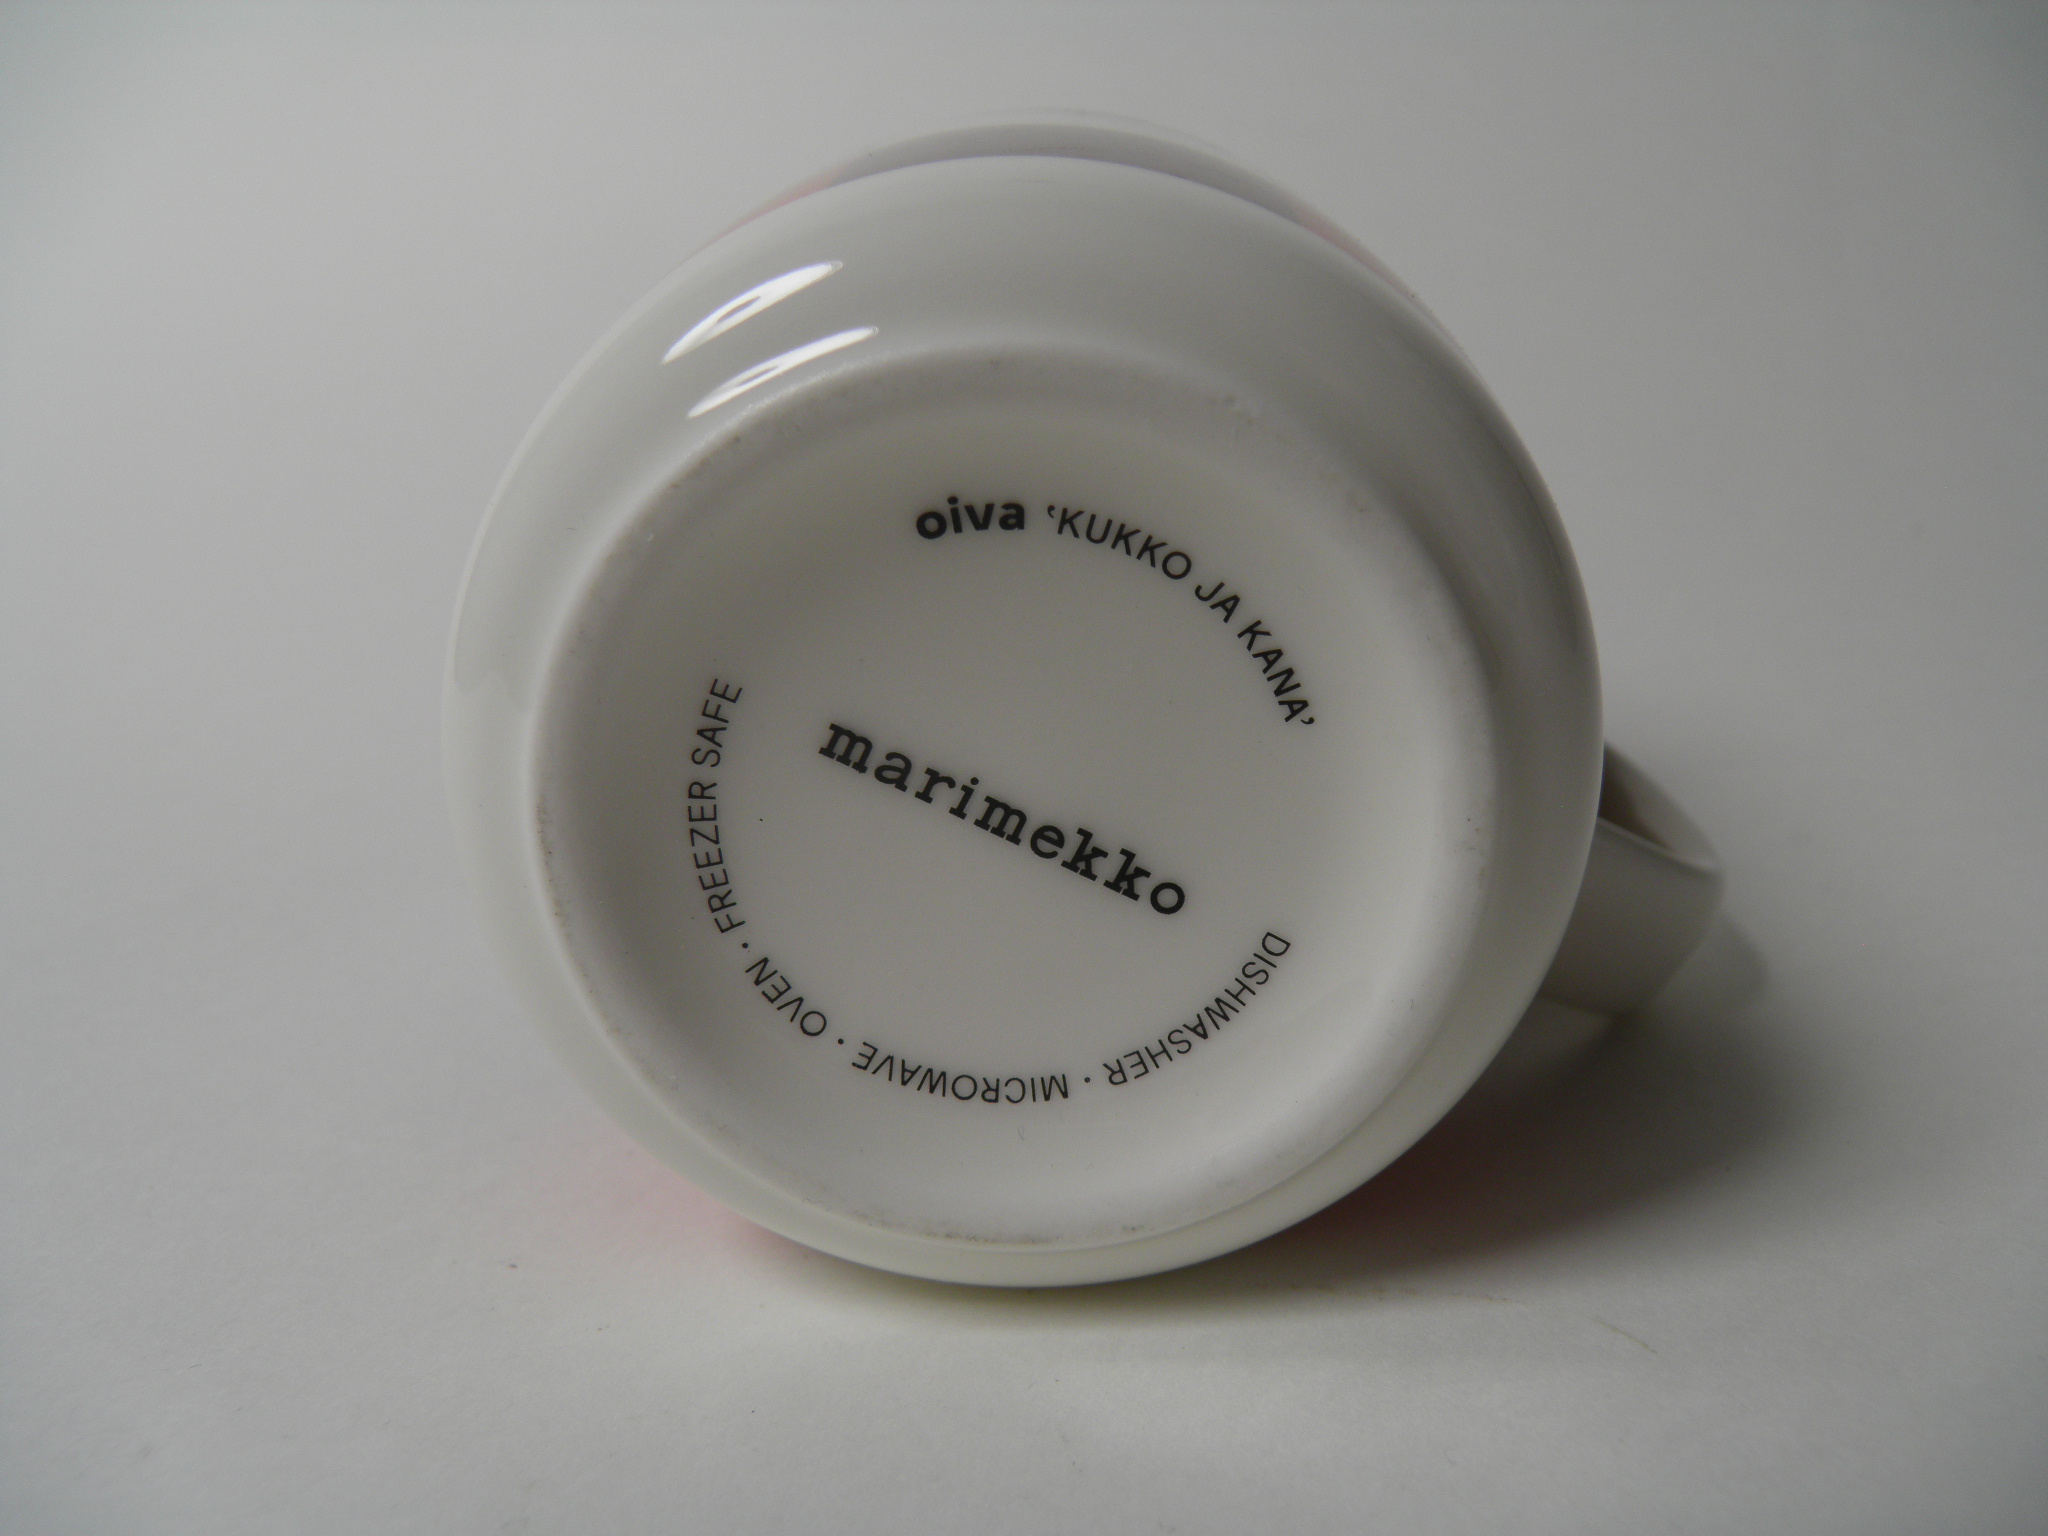 oiva ‘KUKKO JA KANA’
marimekko
DISHWASHER · MICROWAVE · OVEN · FREEZER SAFE